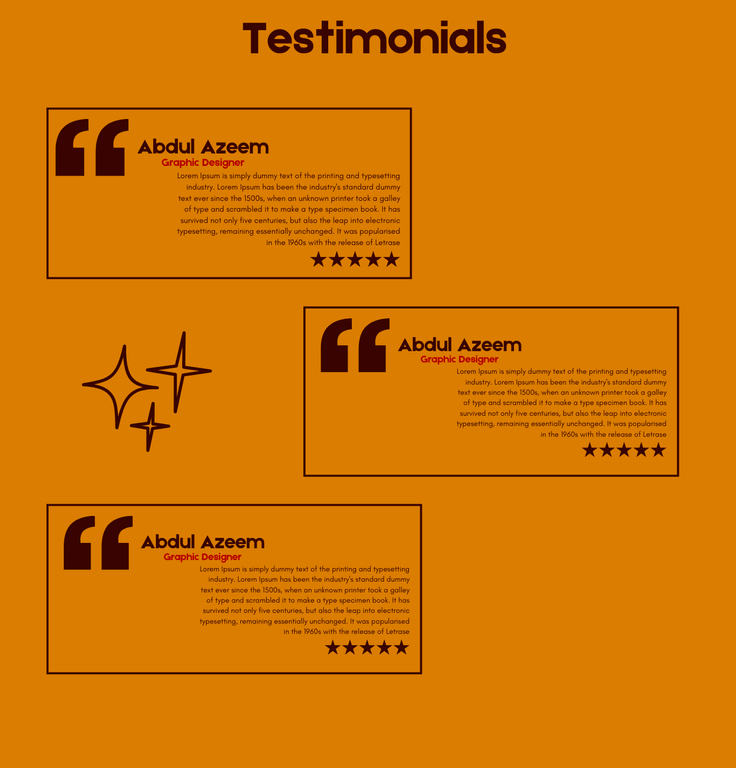 Testimonials
Abdul Azeem
Graphic Designer
Lorem Ipsum is simply dummy text of the printing and typesetting
industry. Lorem Ipsum has been the industry's standard dummy
text ever since the 1500s, when an unknown printer took a galley
of type and scrambled it to make a type specimen book. It has
survived not only five centuries, but also the leap into electronic
typesetting, remaining essentially unchanged. It was popularised
in the 1960s with the release of Letrase
Abdul Azeem
Graphic Designer
Lorem Ipsum is simply dummy text of the printing and typesetting
industry. Lorem Ipsum has been the industry's standard dummy
text ever since the 1500s, when an unknown printer took a galley
of type and scrambled it to make a type specimen book. It has
survived not only five centuries, but also the leap into electronic
typesetting, remaining essentially unchanged. It was popularised
in the 1960s with the release of Letrase
Abdul Azeem
Graphic Designer
Lorem Ipsum is simply dummy text of the printing and typesetting
industry. Lorem Ipsum has been the industry's standard dummy
text ever since the 1500s, when an unknown printer took a galley
of type and scrambled it to make a type specimen book. It has
survived not only five centuries, but also the leap into electronic
typesetting, remaining essentially unchanged. It was popularised
in the 1960s with the release of Letrase